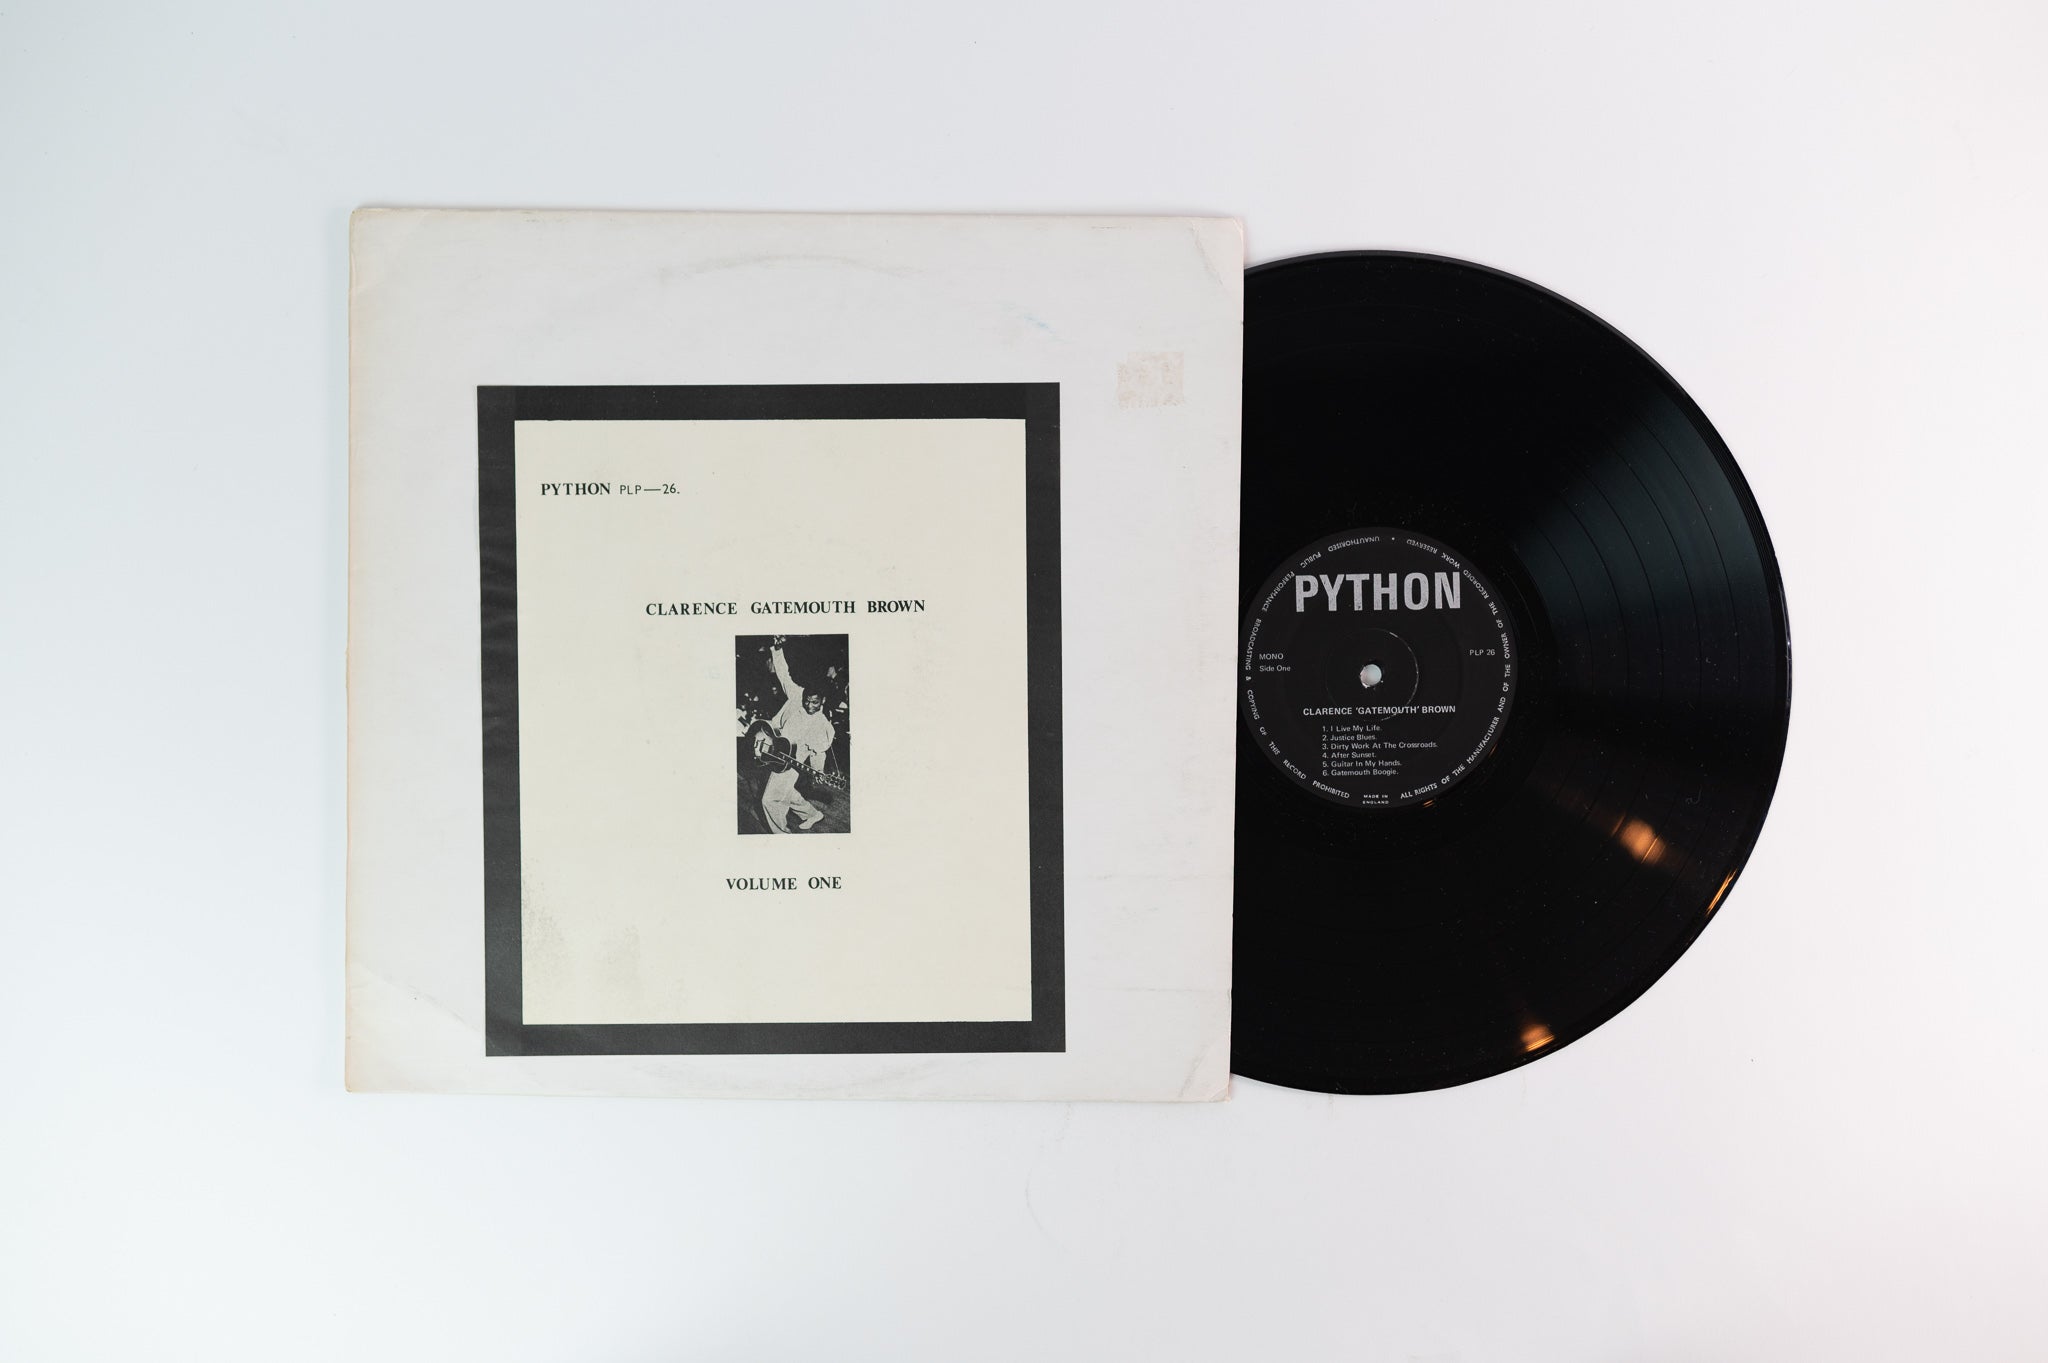 PYTHON PLP—26.
CLARENCE GATEMOUTH BROWN
VOLUME ONE
PYTHON
MONO
Side One
PLP 26
CLARENCE 'GATEMOUTH' BROWN
1. I Live My Life.
2. Justice Blues.
3. Dirty Work At The Crossroads.
4. After Sunset.
5. Guitar In My Hands.
6. Gatemouth Boogie.
MADE IN
ENGLAND
ALL RIGHTS OF THE MANUFACTURER AND OF THE OWNER OF THE RECORDED WORK RESERVED • UNAUTHORISED PUBLIC PERFORMANCE BROADCASTING & COPYING OF THIS RECORD PROHIBITED